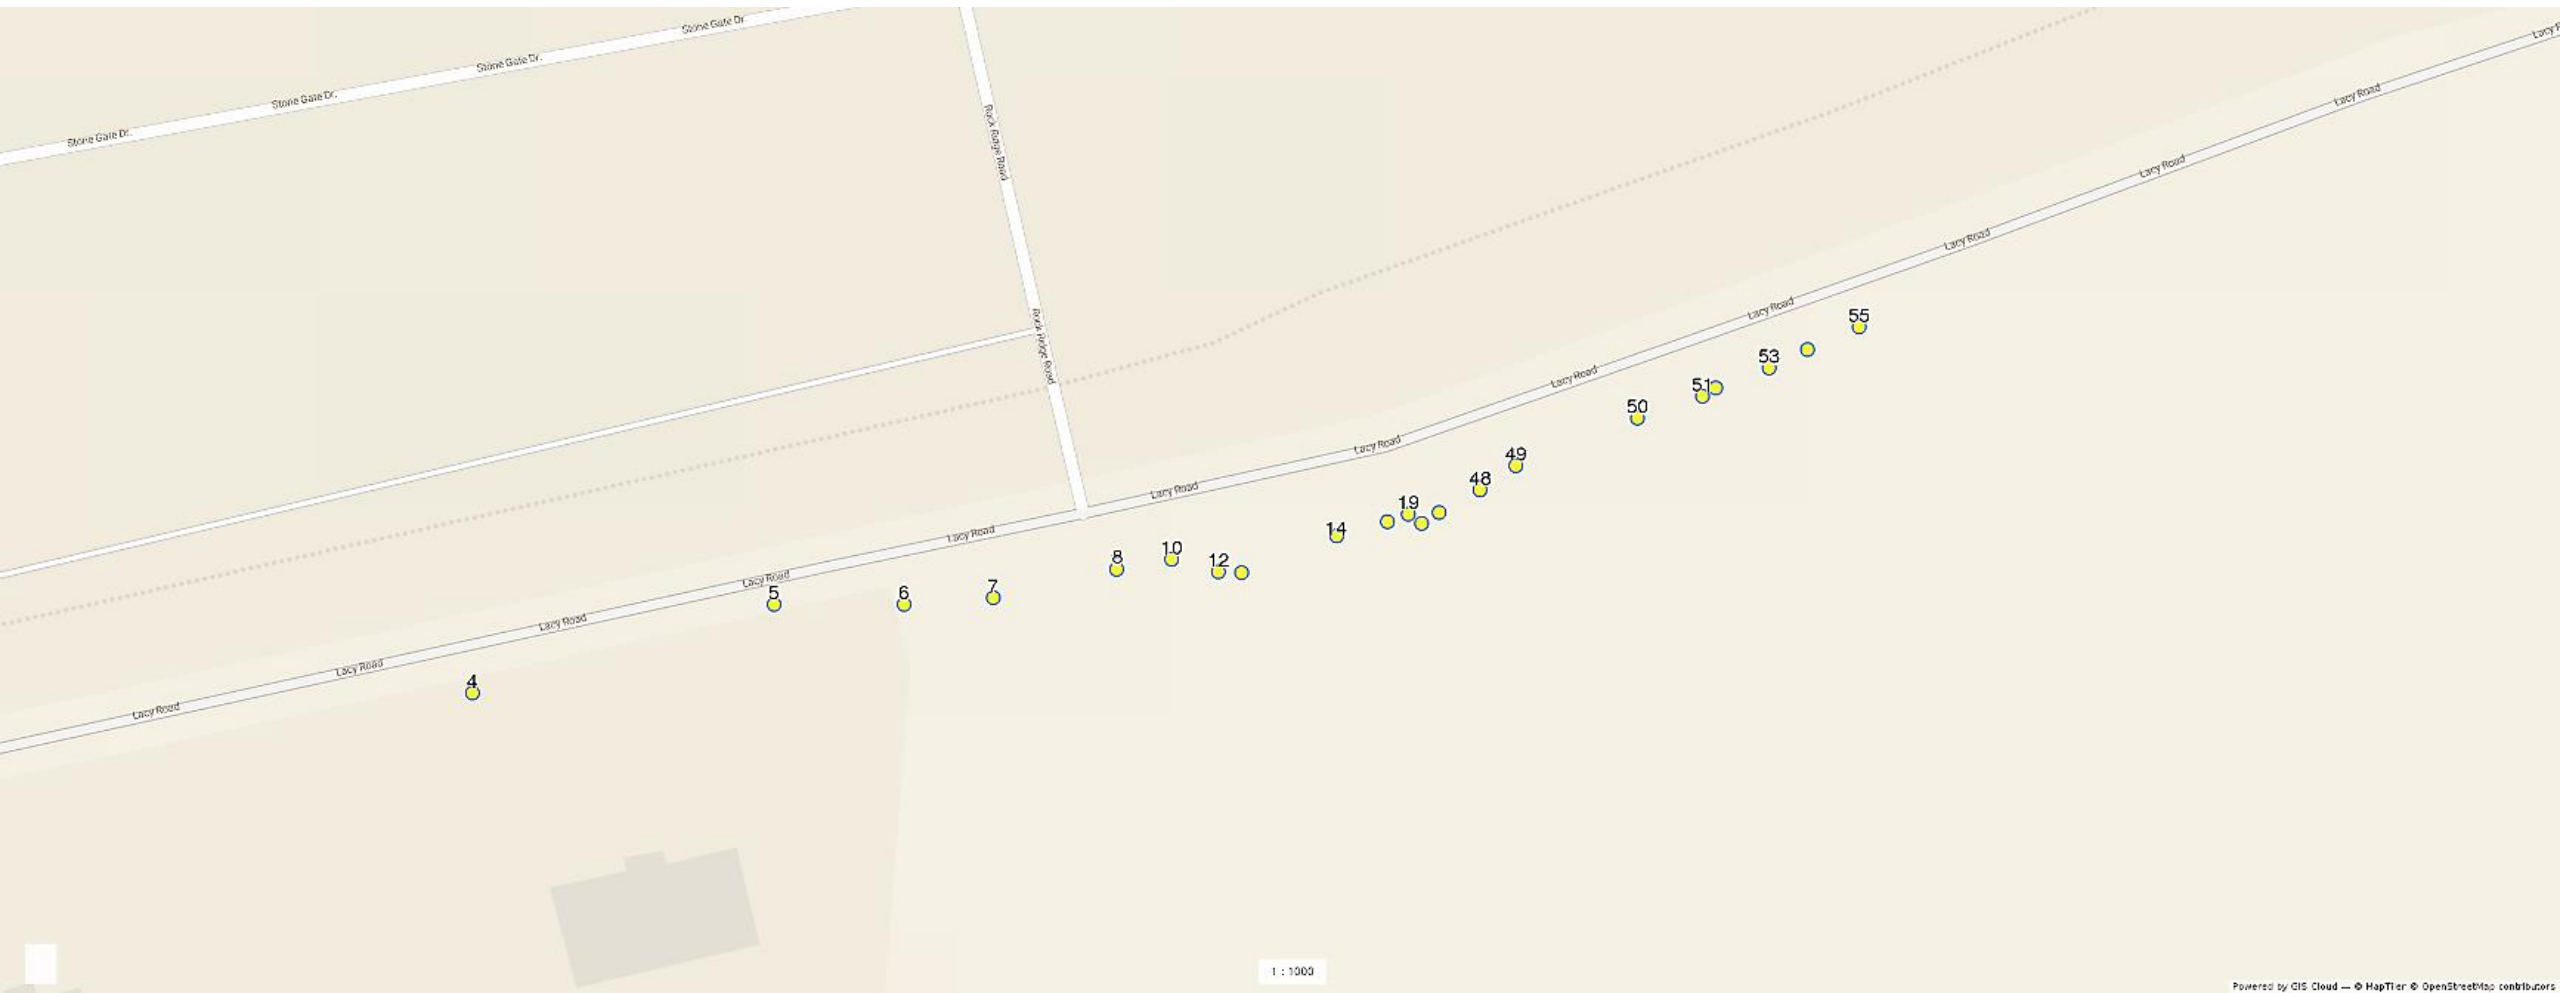 Stone Gate Dr.
Stone Gate Dr.
Stone Gate Dr.
Stone Gate Dr.
Rock Ridge Road
Rock Ridge Road
Lacy R
Lacy Road
Lacy Road
Lacy Road
Lacy Road
Lacy Road
Lacy Road
Lacy Road
Lacy Road
Lacy Road
Lacy Road
Lacy Road
Lacy Road
55
53
51
50
49
48
19
14
12
10
8
7
6
5
4
1 : 1000
Powered by GIS Cloud — © MapTiler © OpenStreetMap contributors